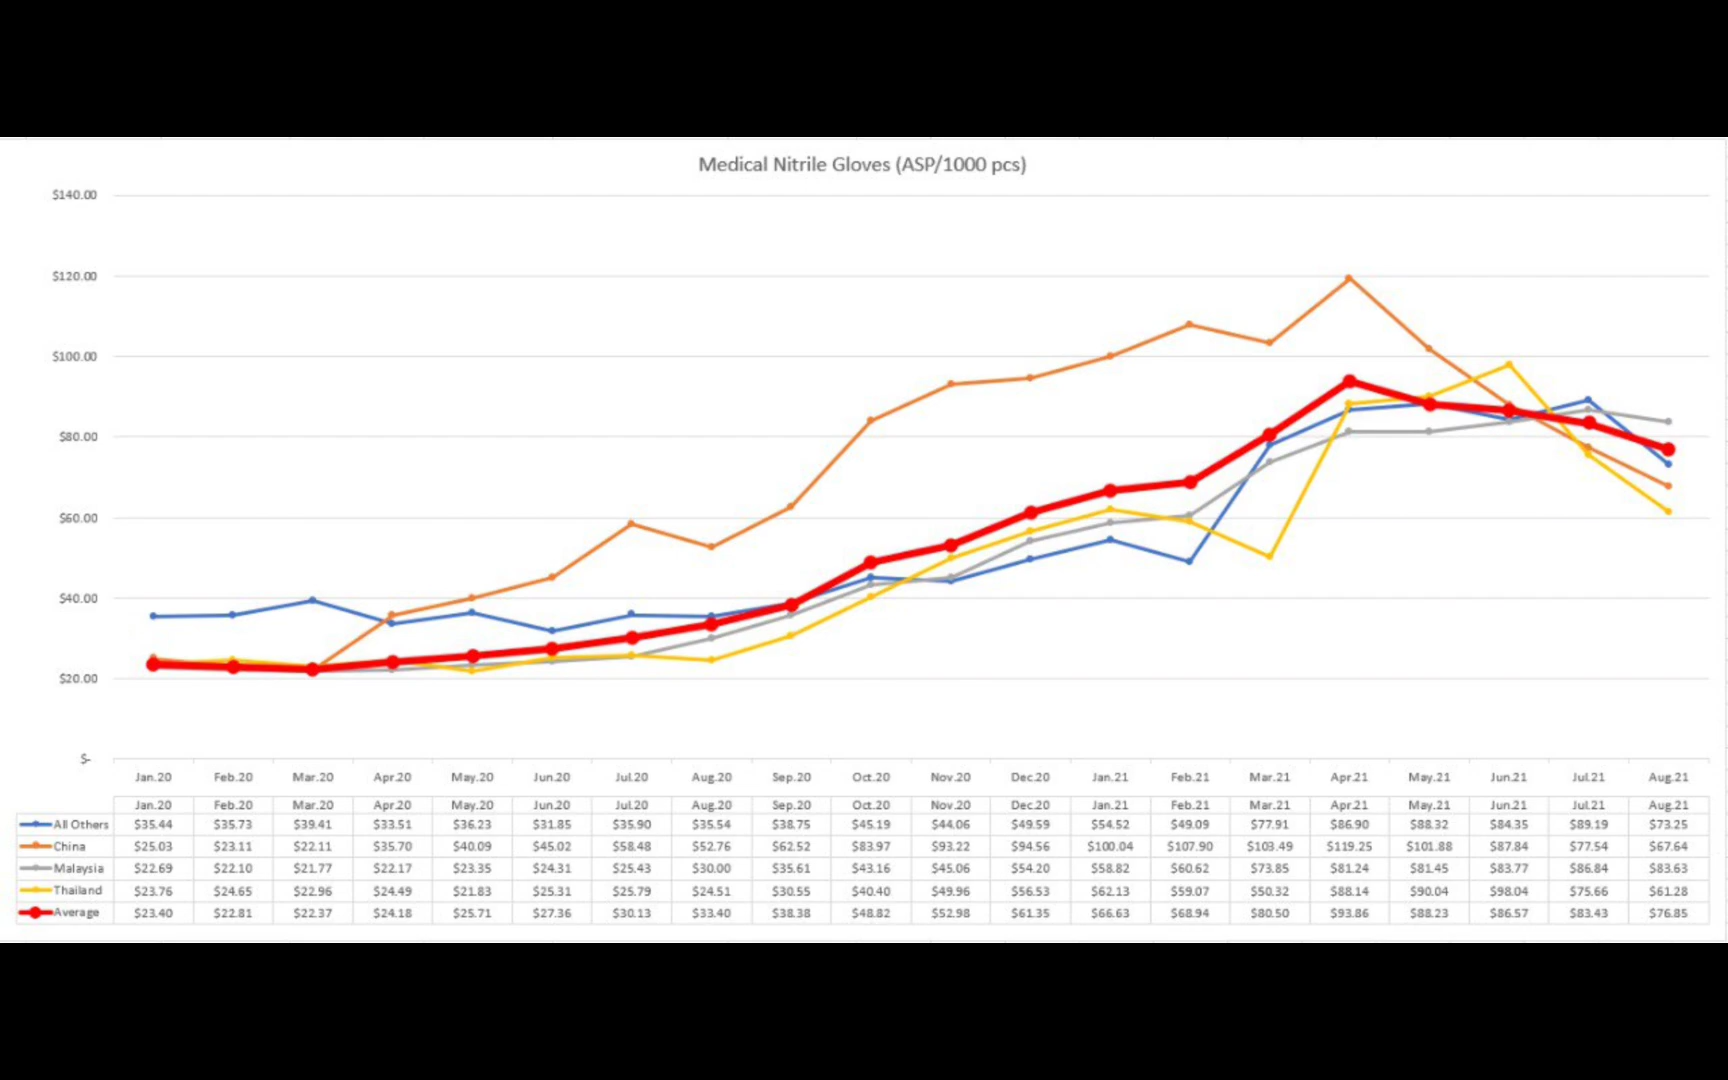 Medical Nitrile Gloves (ASP/1000 pcs)
$140.00
$120.00
$100.00
$80.00
$60.00
$40.00
$20.00
$-
Jan.20 Feb.20 Mar.20 Apr.20 May.20 Jun.20 Jul.20 Aug.20 Sep.20 Oct.20 Nov.20 Dec.20 Jan.21 Feb.21 Mar.21 Apr.21 May.21 Jun.21 Jul.21 Aug.21
Jan.20 Feb.20 Mar.20 Apr.20 May.20 Jun.20 Jul.20 Aug.20 Sep.20 Oct.20 Nov.20 Dec.20 Jan.21 Feb.21 Mar.21 Apr.21 May.21 Jun.21 Jul.21 Aug.21
All Others $35.44 $35.73 $39.41 $33.51 $36.23 $31.85 $35.90 $35.54 $38.75 $45.19 $44.06 $49.59 $54.52 $49.09 $77.91 $86.90 $88.32 $84.35 $89.19 $73.25
China $25.03 $23.11 $22.11 $35.70 $40.09 $45.02 $58.48 $52.76 $62.52 $83.97 $93.22 $94.56 $100.04 $107.90 $103.49 $119.25 $101.88 $87.84 $77.54 $67.64
Malaysia $22.69 $22.10 $21.77 $22.17 $23.35 $24.31 $25.43 $30.00 $35.61 $43.16 $45.06 $54.20 $58.82 $60.62 $73.85 $81.24 $81.45 $83.77 $86.84 $83.63
Thailand $23.76 $24.65 $22.96 $24.49 $21.83 $25.31 $25.79 $24.51 $30.55 $40.40 $49.96 $56.53 $62.13 $59.07 $50.32 $88.14 $90.04 $98.04 $75.66 $61.28
Average $23.40 $22.81 $22.37 $24.18 $25.71 $27.36 $30.13 $33.40 $38.38 $48.82 $52.98 $61.35 $66.63 $68.94 $80.50 $93.86 $88.23 $86.57 $83.43 $76.85